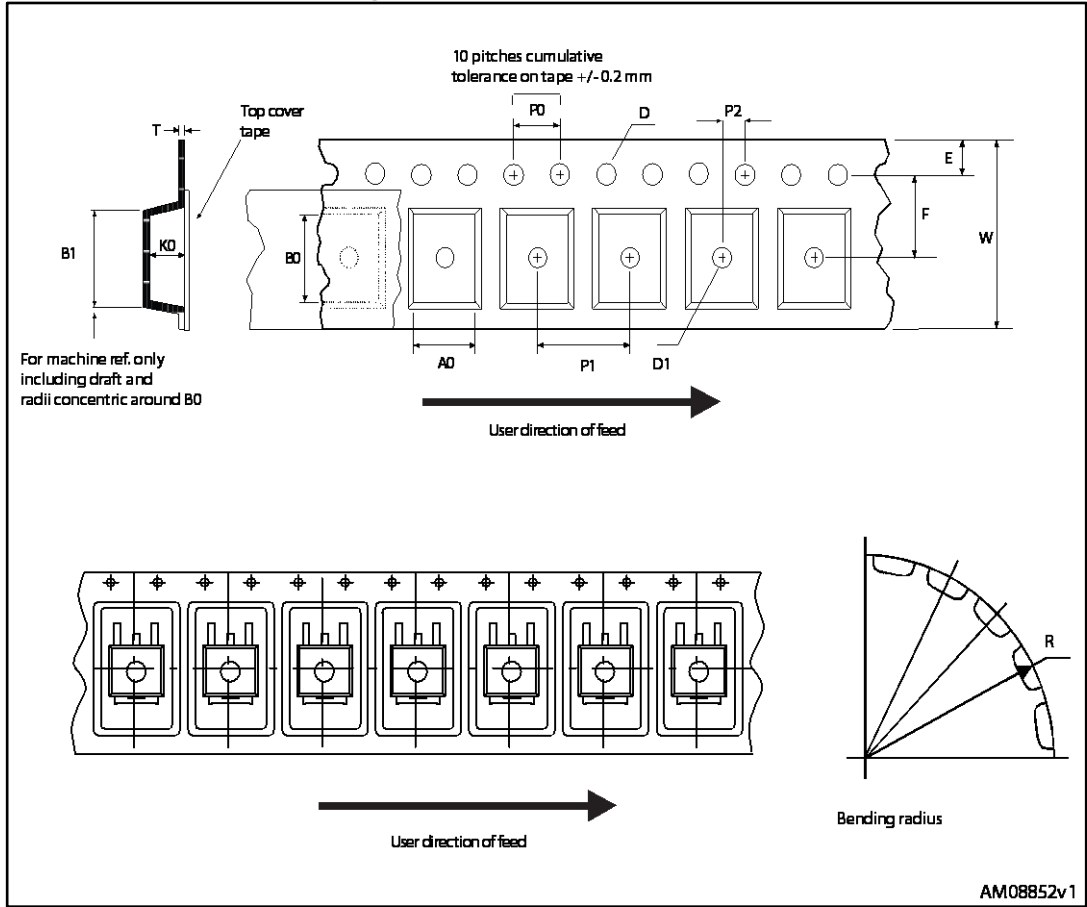 10 pitches cumulative
tolerance on tape +/- 0.2 mm
T
Top cover
tape
P0
D
P2
E
F
W
B1
K0
B0
For machine ref. only
including draft and
radii concentric around B0
A0
P1
D1
User direction of feed
R
Bending radius
User direction of feed
AM08852v1